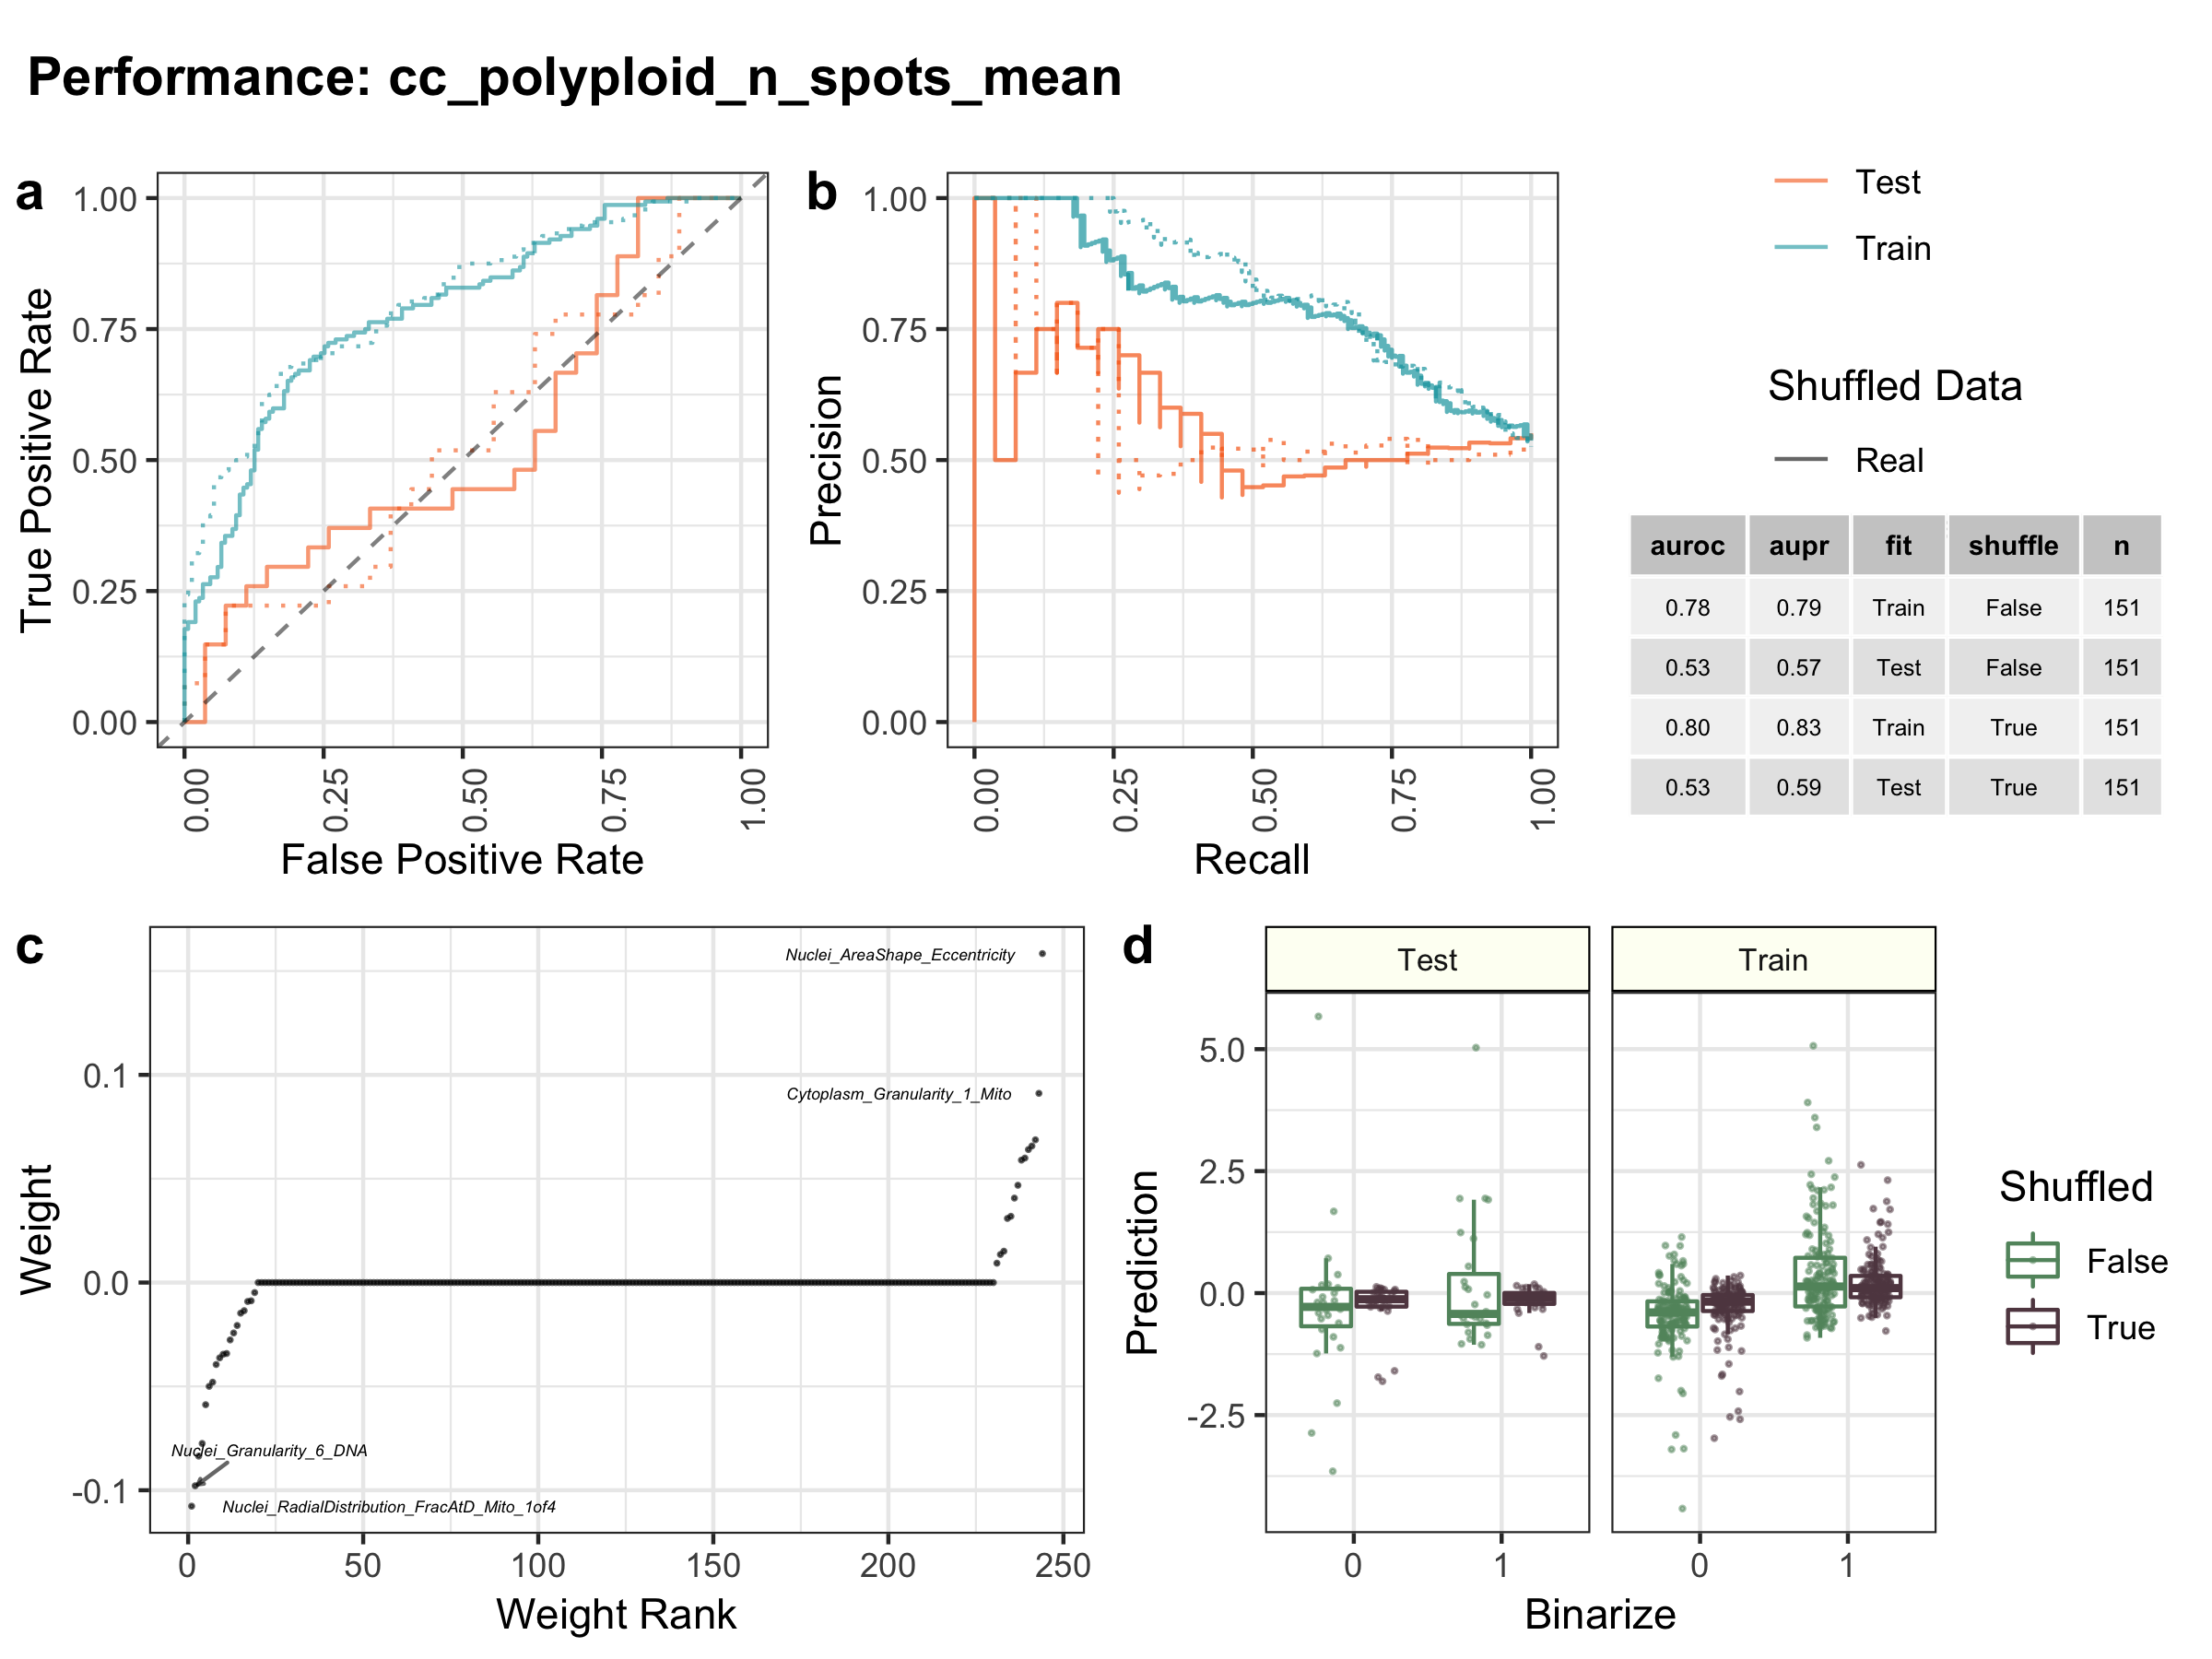 Performance: cc_polyploid_n_spots_mean
a
1.00
0.75
0.50
0.25
0.00
True Positive Rate
0.00
0.25
0.50
0.75
1.00
False Positive Rate
b
1.00
0.75
0.50
0.25
0.00
Precision
0.00
0.25
0.50
0.75
1.00
Recall
Test
Train
Shuffled Data
Real
auroc aupr fit shuffle n
0.78 0.79 Train False 151
0.53 0.57 Test False 151
0.80 0.83 Train True 151
0.53 0.59 Test True 151
c
0.1
0.0
-0.1
Weight
Nuclei_AreaShape_Eccentricity
Cytoplasm_Granularity_1_Mito
Nuclei_Granularity_6_DNA
Nuclei_RadialDistribution_FracAtD_Mito_1of4
0 50 100 150 200 250
Weight Rank
d
Test Train
5.0
2.5
0.0
-2.5
Prediction
0 1 0 1
Binarize
Shuffled
False
True